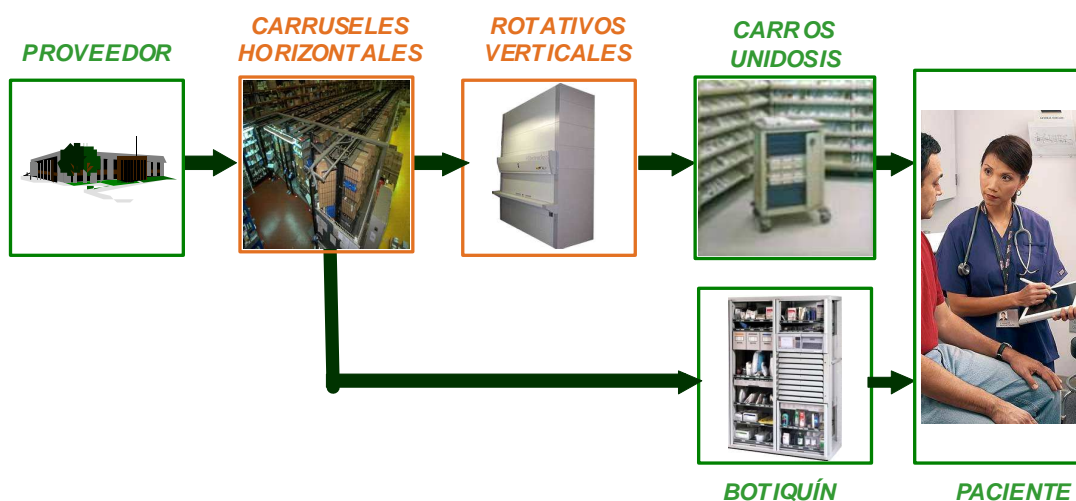 PROVEEDOR
CARRUSELES
HORIZONTALES
ROTATIVOS
VERTICALES
CARROS
UNIDOSIS
BOTIQUÍN
PACIENTE